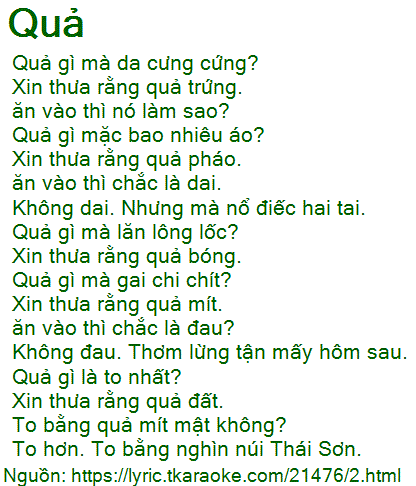 Quả
Quả gì mà da cưng cứng?
Xin thưa rằng quả trứng.
ăn vào thì nó làm sao?
Quả gì mặc bao nhiêu áo?
Xin thưa rằng quả pháo.
ăn vào thì chắc là dai.
Không dai. Nhưng mà nổ điếc hai tai.
Quả gì mà lăn lông lốc?
Xin thưa rằng quả bóng.
Quả gì mà gai chi chít?
Xin thưa rằng quả mít.
ăn vào thì chắc là đau?
Không đau. Thơm lừng tận mấy hôm sau.
Quả gì là to nhất?
Xin thưa rằng quả đất.
To bằng quả mít mật không?
To hơn. To bằng nghìn núi Thái Sơn.
Nguồn: https://lyric.tkaraoke.com/21476/2.html